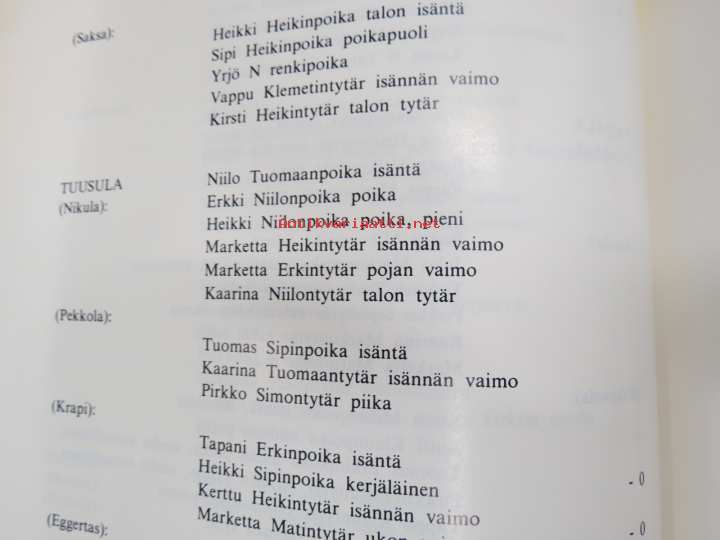 (Saksa): Heikki Heikinpoika talon isäntä
Sipi Heikinpoika poikapuoli
Yrjö N renkipoika
Vappu Klemetintytär isännän vaimo
Kirsti Heikintytär talon tytär
TUUSULA
(Nikula): Niilo Tuomaanpoika isäntä
Erkki Niilonpoika poika
Heikki Niilonpoika poika, pieni
Antikvariaatti.net
Marketta Heikintytär isännän vaimo
Marketta Erkintytär pojan vaimo
Kaarina Niilontytär talon tytär
(Pekkola):
Tuomas Sipinpoika isäntä
Kaarina Tuomaantytär isännän vaimo
Pirkko Simontytär piika
(Krapi):
Tapani Erkinpoika isäntä
Heikki Sipinpoika kerjäläinen - 0
Kerttu Heikintytär isännän vaimo
(Eggertas): Marketta Matintytär ukon - 0